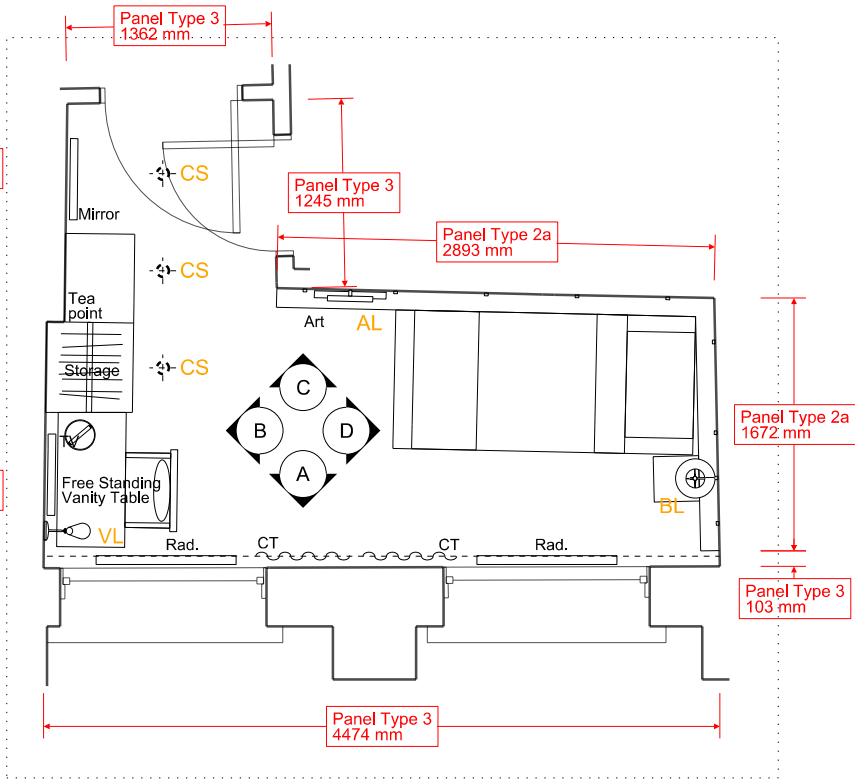 Panel Type 3
1362 mm
CS
Panel Type 3
1245 mm
Mirror
Panel Type 2a
2893 mm
CS
Tea
point
Art
AL
Storage
CS
C
B
D
A
Panel Type 2a
1672 mm
Free Standing
Vanity Table
BL
VL
Rad.
CT
CT
Rad.
Panel Type 3
103 mm
Panel Type 3
4474 mm